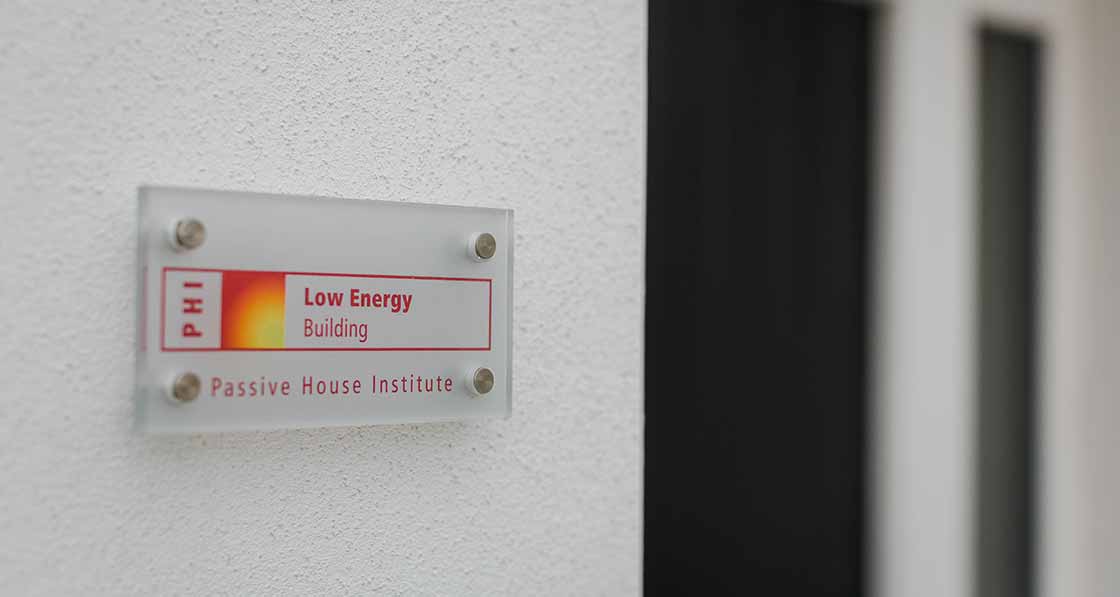 PHI
Low Energy
Building
Passive House Institute